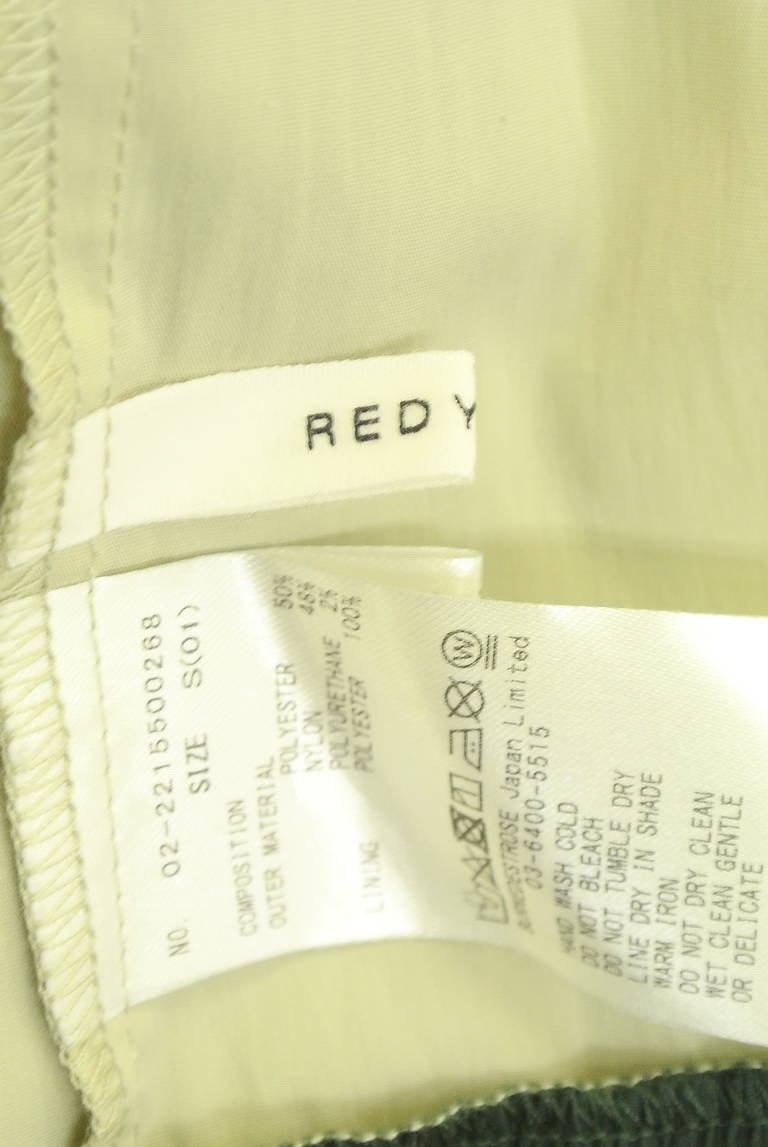 RED Y
NO. 02-2215500268
SIZE S(01)
COMPOSITION
OUTER MATERIAL
POLYESTER 50%
NYLON 48%
POLYURETHANE 2%
LINING POLYESTER 100%
Japan Limited
03-6400-5515
HAND WASH COLD
DO NOT BLEACH
DO NOT TUMBLE DRY
LINE DRY IN SHADE
WARM IRON
DO NOT DRY CLEAN
WET CLEAN GENTLE
OR DELICATE